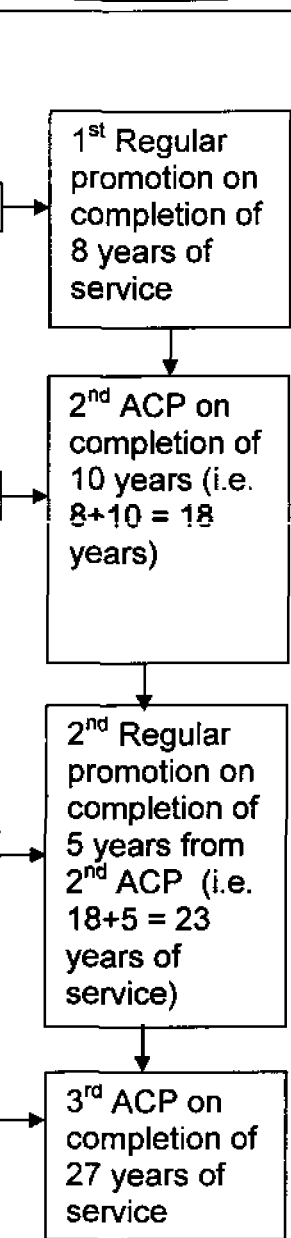 1st Regular
promotion on
completion of
8 years of
service
2nd ACP on
completion of
10 years (i.e.
8+10 = 18
years)
2nd Regular
promotion on
completion of
5 years from
2nd ACP (i.e.
18+5 = 23
years of
service)
3rd ACP on
completion of
27 years of
service